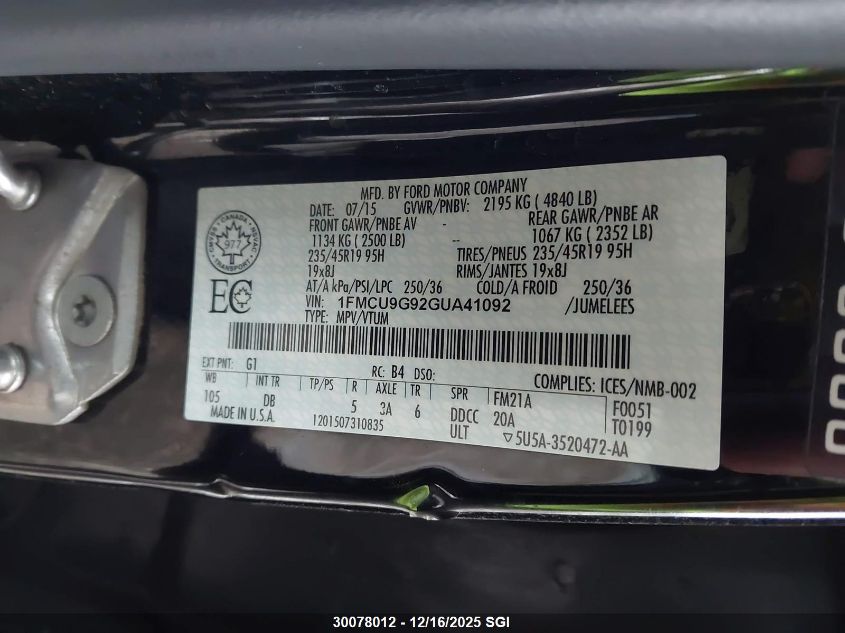 MFD. BY FORD MOTOR COMPANY
DATE: 07/15 GVWR/PNBV: 2195 KG ( 4840 LB)
FRONT GAWR/PNBE AV - REAR GAWR/PNBE AR
1134 KG ( 2500 LB) -- 1067 KG ( 2352 LB)
235/45R19 95H TIRES/PNEUS 235/45R19 95H
19x8J RIMS/JANTES 19x8J
AT/A kPa/PSI/LPC 250/36 COLD/A FROID 250/36
VIN: 1FMCU9G92GUA41092 /JUMELEES
TYPE: MPV/VTUM
CANADA
977
TRANSPORT
EC
EXT PNT: G1 RC: B4 DSO: COMPLIES: ICES/NMB-002
WB INT TR TP/PS R AXLE TR SPR FM21A F0051
105 DB 5 3A 6 DDCC 20A T0199
MADE IN U.S.A. 1201507310835 ULT 5U5A-3520472-AA
30078012 - 12/16/2025 SGI